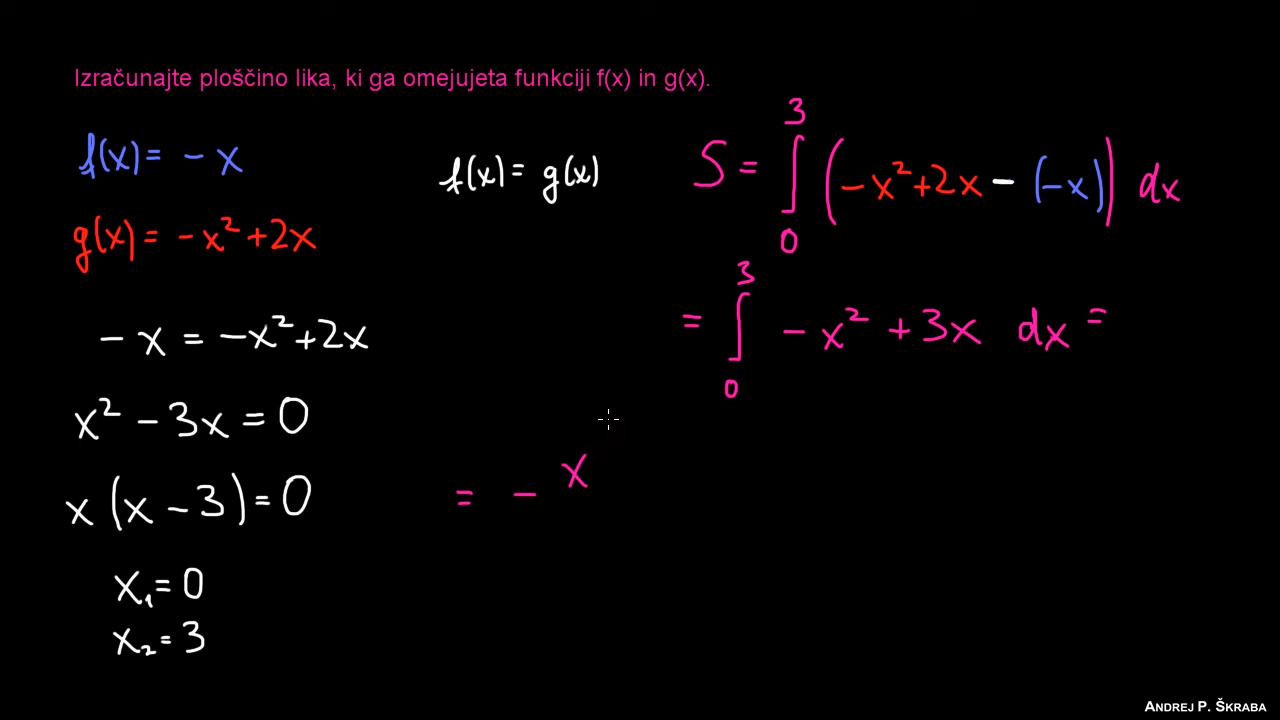 Izračunajte ploščino lika, ki ga omejujeta funkciji f(x) in g(x).
f(x) = - x
g(x) = - x² + 2x
- x = - x² + 2x
x² - 3x = 0
x (x - 3) = 0
x₁ = 0
x₂ = 3
f(x) = g(x)
S = ∫₀³ (- x² + 2x - (- x)) dx
= ∫₀³ - x² + 3x dx =
= - x
ANDREJ P. ŠKRABA